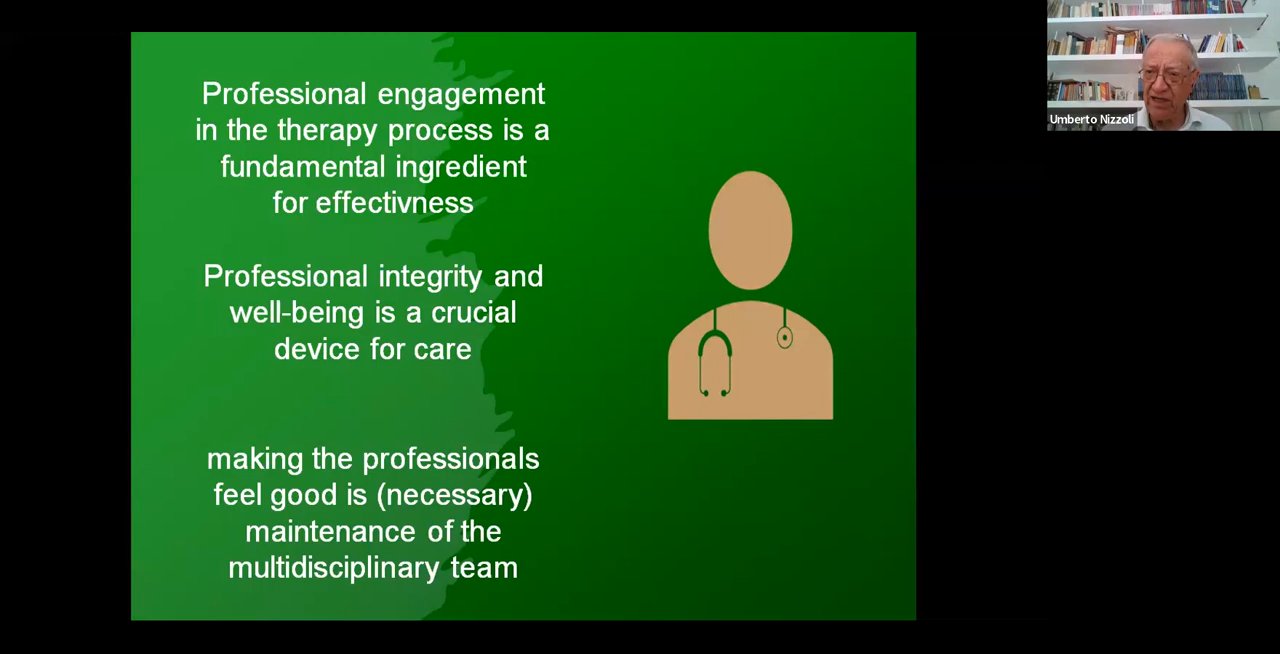 Professional engagement
in the therapy process is a
fundamental ingredient
for effectivness
Professional integrity and
well-being is a crucial
device for care
making the professionals
feel good is (necessary)
maintenance of the
multidisciplinary team
Umberto Nizzoli